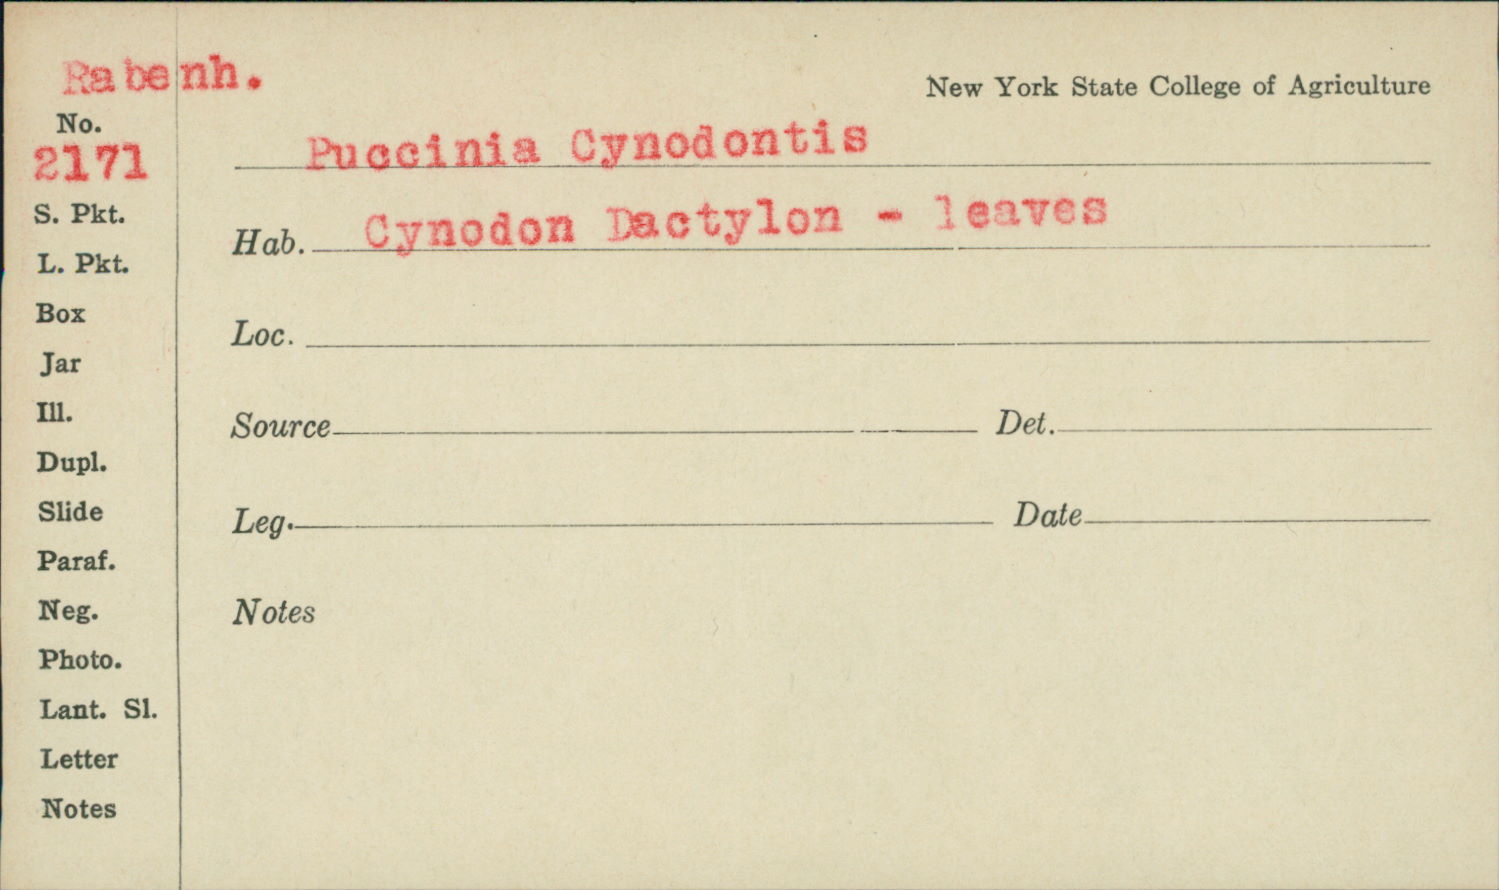 Rabenh.
New York State College of Agriculture
No.
2171
Puccinia Cynodontis
S. Pkt.
Hab. Cynodon Dactylon - leaves
L. Pkt.
Box
Loc.
Jar
Ill.
Source Det.
Dupl.
Slide
Leg. Date
Paraf.
Neg.
Notes
Photo.
Lant. Sl.
Letter
Notes